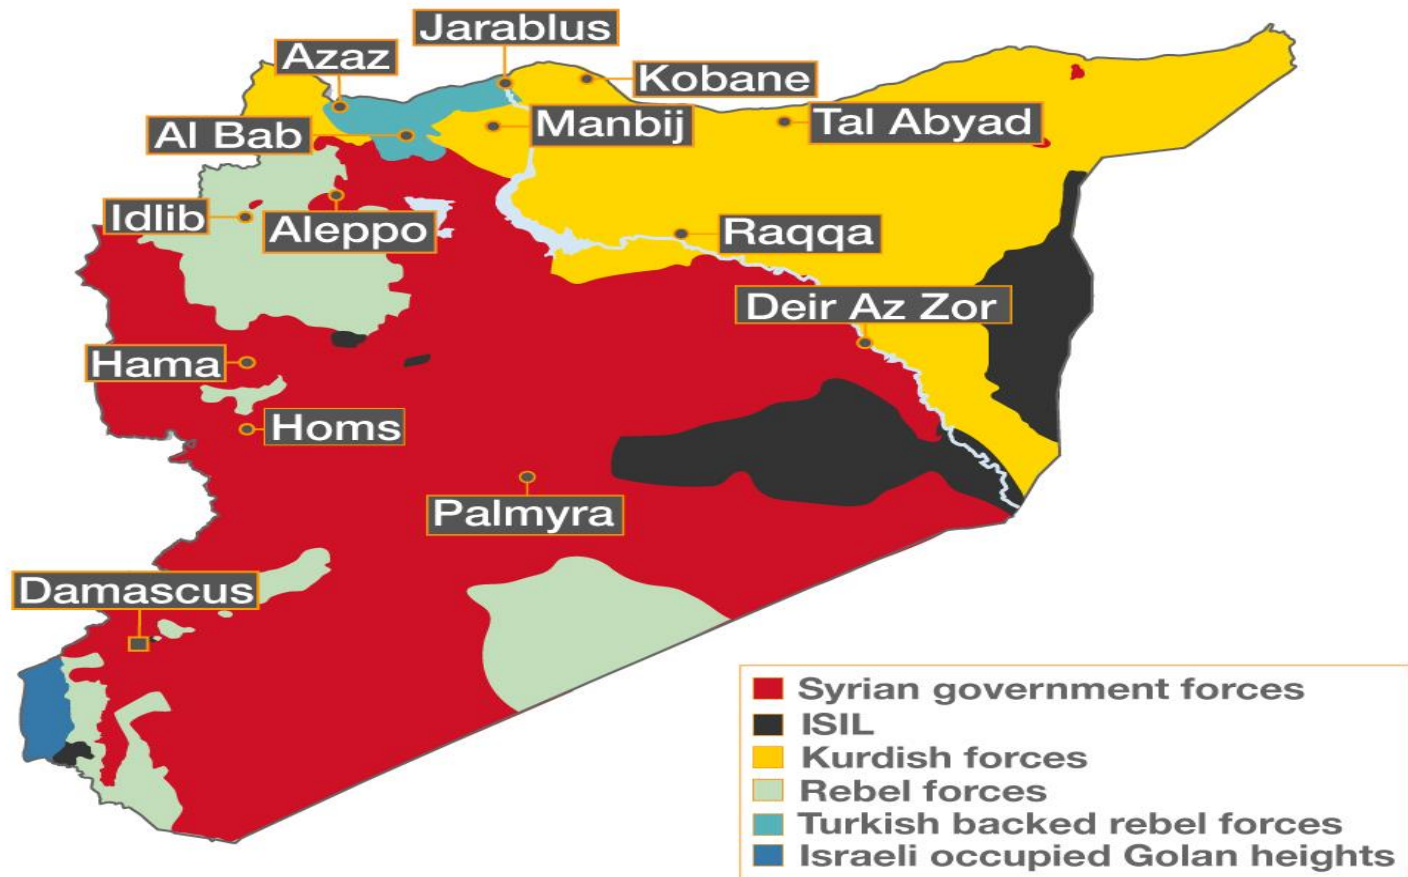 Jarablus
Azaz
Kobane
Al Bab
Manbij
Tal Abyad
Idlib
Aleppo
Raqqa
Deir Az Zor
Hama
Homs
Palmyra
Damascus
Syrian government forces
ISIL
Kurdish forces
Rebel forces
Turkish backed rebel forces
Israeli occupied Golan heights